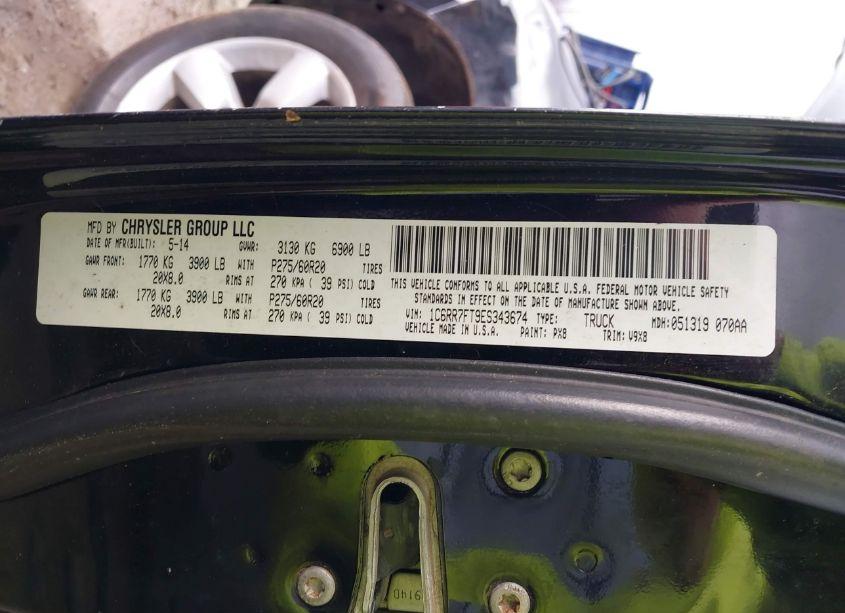 MFD BY CHRYSLER GROUP LLC
DATE OF MFR(BUILT): 5-14 GVWR: 3130 KG 6900 LB
GAWR FRONT: 1770 KG 3900 LB WITH P275/60R20 TIRES
20X8.0 RIMS AT 270 KPA ( 39 PSI) COLD
GAWR REAR: 1770 KG 3900 LB WITH P275/60R20 TIRES
20X8.0 RIMS AT 270 KPA ( 39 PSI) COLD
THIS VEHICLE CONFORMS TO ALL APPLICABLE U.S.A. FEDERAL MOTOR VEHICLE SAFETY
STANDARDS IN EFFECT ON THE DATE OF MANUFACTURE SHOWN ABOVE.
VIN: 1C6RR7FT9ES343674 TYPE: TRUCK MDH:051319 070AA
VEHICLE MADE IN U.S.A. PAINT: PX8 TRIM: V9X8
9140